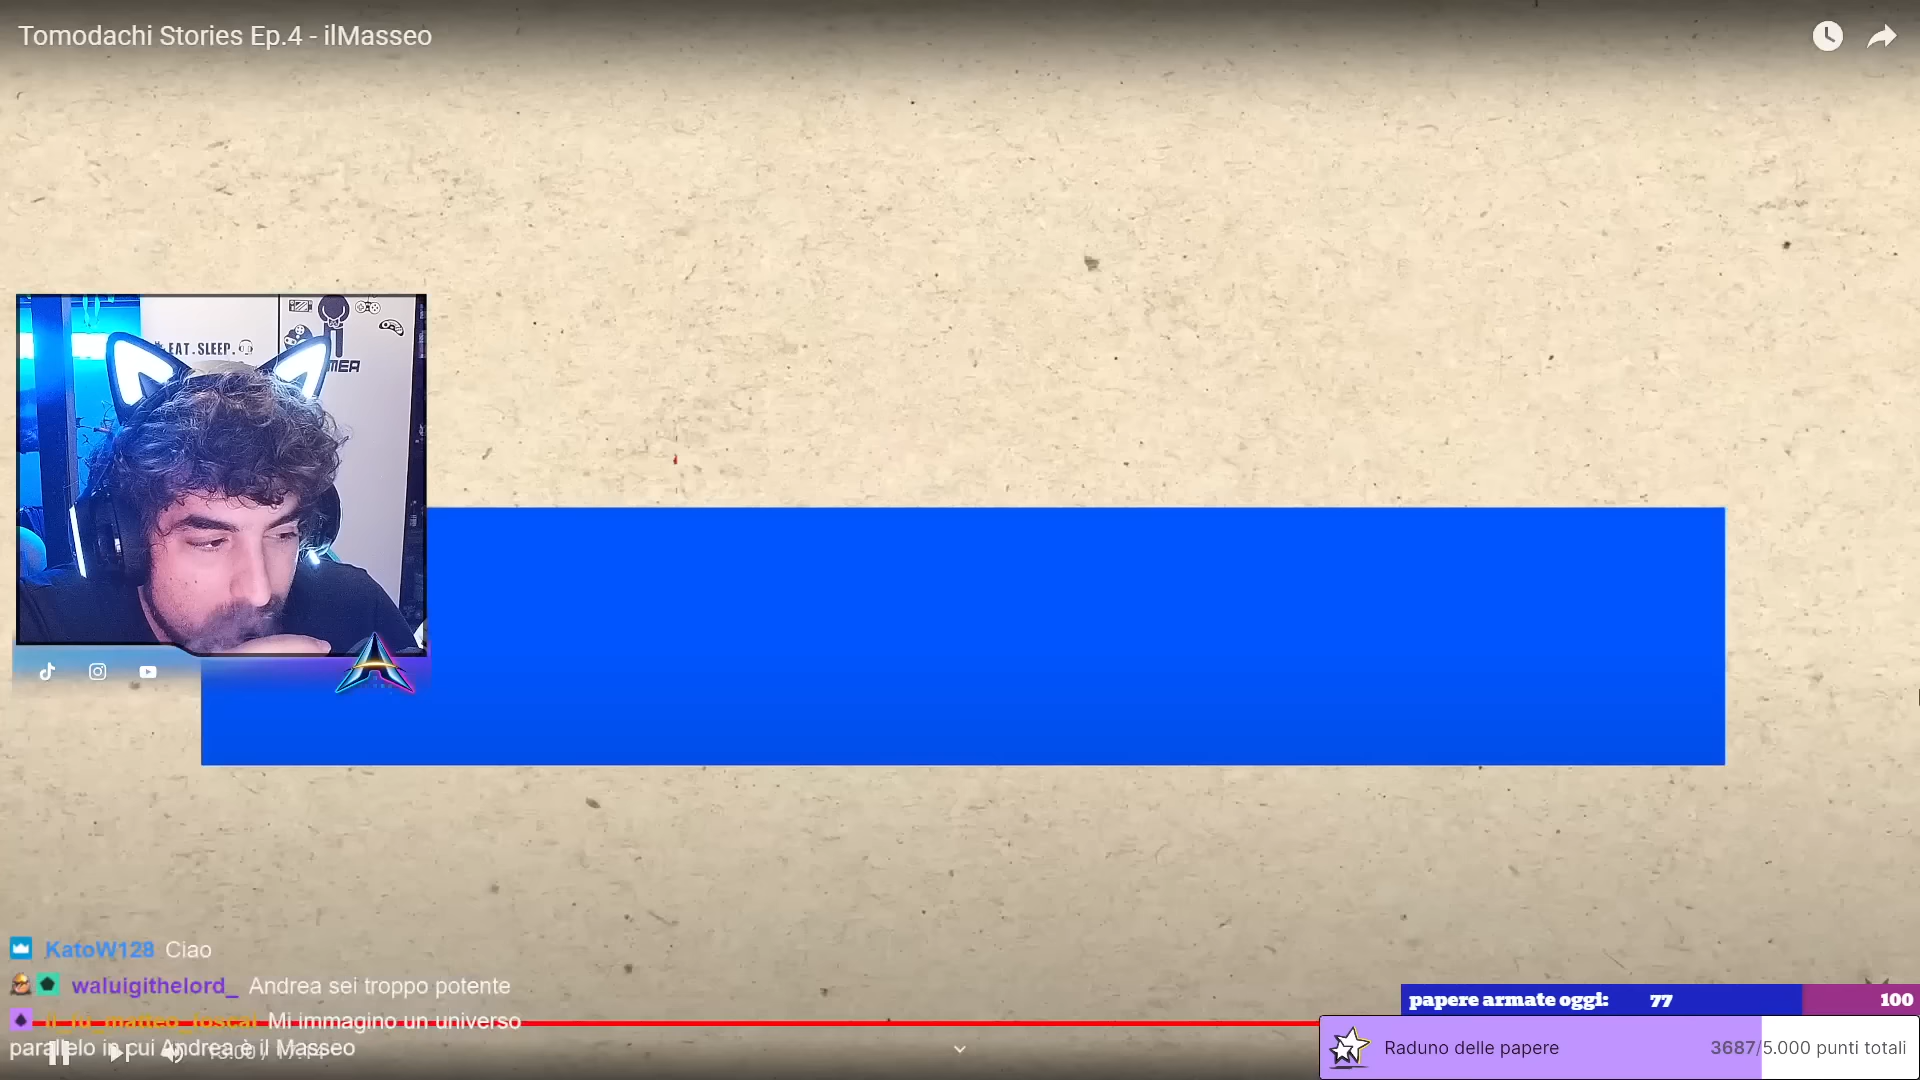 Tomodachi Stories Ep.4 - ilMasseo
EAT.SLEEP.
KatoW128 Ciao
waluigithelord_ Andrea sei troppo potente
Mi immagino un universo
parallelo in cui Andrea è il Masseo
papere armate oggi: 77 100
Raduno delle papere 3687/5.000 punti totali